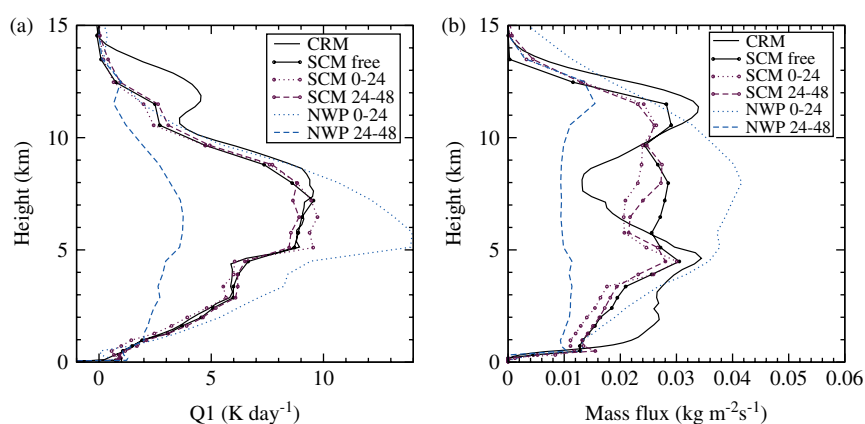 (a)
15
10
5
0
Height (km)
0
5
10
Q1 (K day⁻¹)
CRM
SCM free
SCM 0-24
SCM 24-48
NWP 0-24
NWP 24-48
(b)
15
10
5
0
Height (km)
0
0.01
0.02
0.03
0.04
0.05
0.06
Mass flux (kg m⁻²s⁻¹)
CRM
SCM free
SCM 0-24
SCM 24-48
NWP 0-24
NWP 24-48